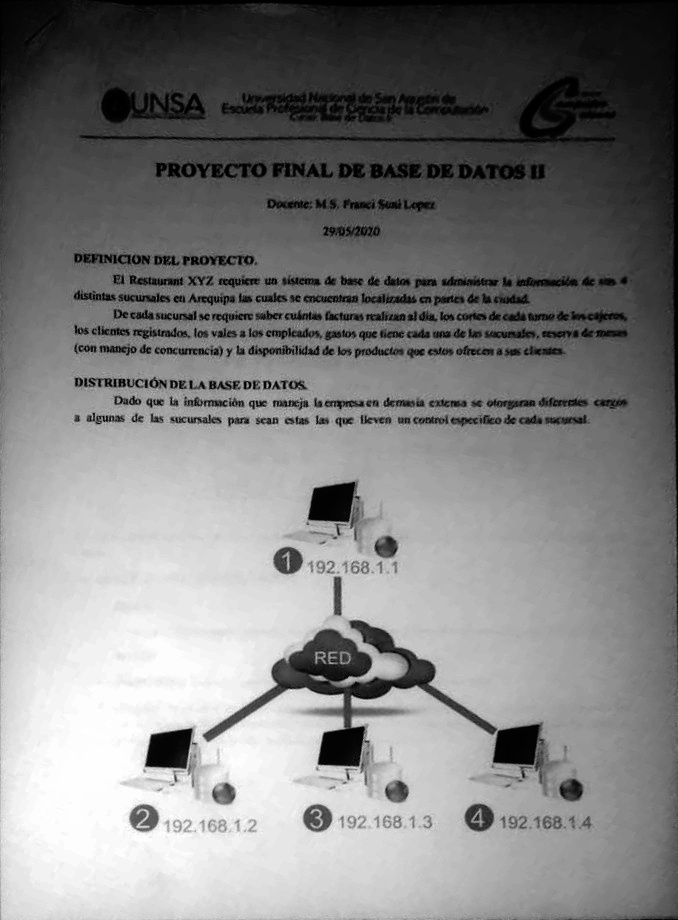 UNSA
Universidad Nacional de San Agustín de
Escuela Profesional de Ciencia de la Computación
Curso: Base de Datos II
PROYECTO FINAL DE BASE DE DATOS II
Docente: M.S. Franci Suni Lopez
29/05/2020
DEFINICION DEL PROYECTO.
El Restaurant XYZ requiere un sistema de base de datos para administrar la información de sus 4
distintas sucursales en Arequipa las cuales se encuentran localizadas en partes de la ciudad.
De cada sucursal se requiere saber cuántas facturas realizan al día, los cortes de cada turno de los cajeros,
los clientes registrados, los vales a los empleados, gastos que tiene cada una de las sucursales, reserva de mesas
(con manejo de concurrencia) y la disponibilidad de los productos que estos ofrecen a sus clientes.
DISTRIBUCIÓN DE LA BASE DE DATOS.
Dado que la información que maneja la empresa en demasía extensa se otorgaran diferentes cargos
a algunas de las sucursales para sean estas las que lleven un control específico de cada sucursal.
1 192.168.1.1
RED
2 192.168.1.2
3 192.168.1.3
4 192.168.1.4